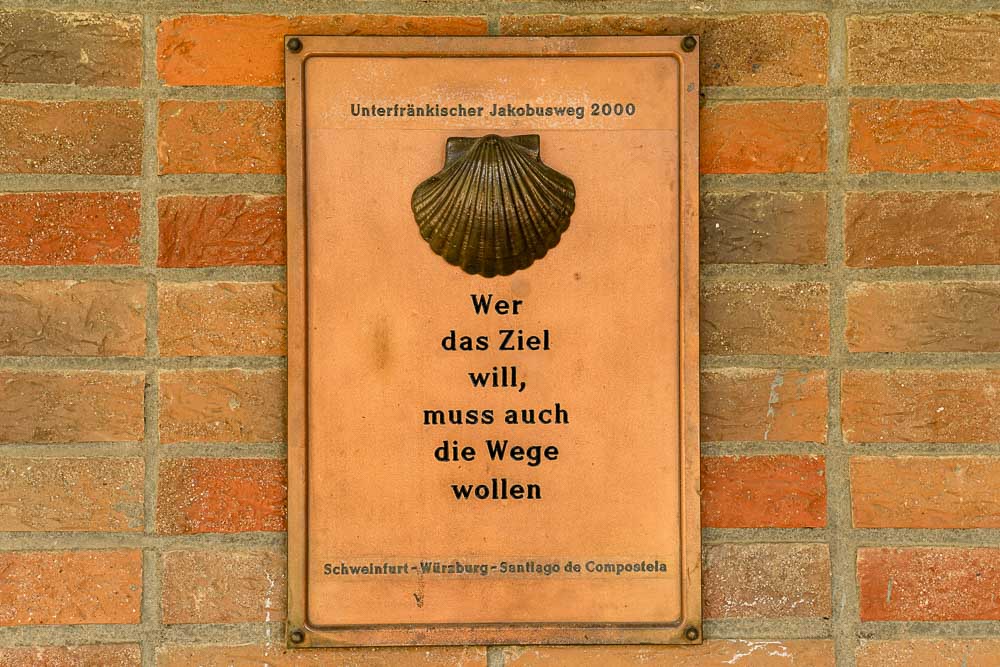 Unterfränkischer Jakobusweg 2000
Wer
das Ziel
will,
muss auch
die Wege
wollen
Schweinfurt - Würzburg - Santiago de Compostela